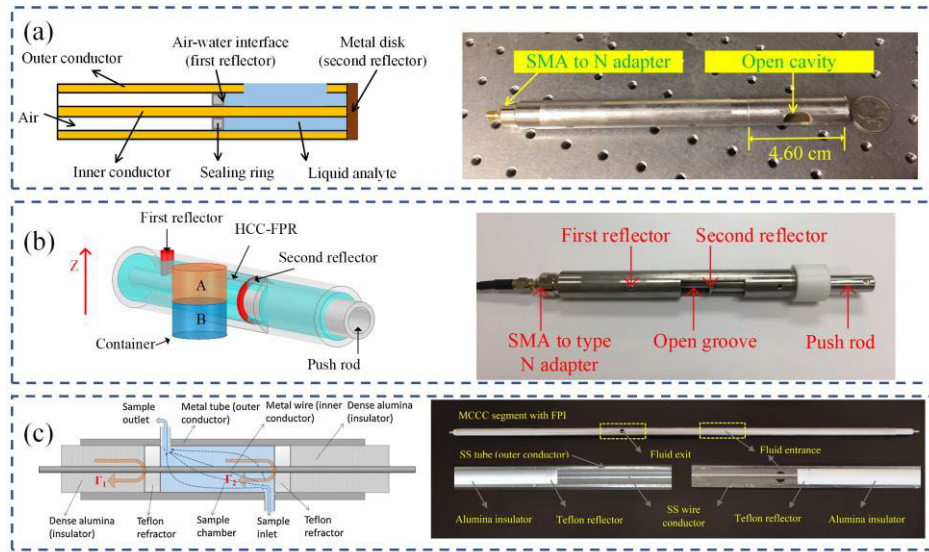 (a)
Air-water interface
(first reflector)
Metal disk
(second reflector)
Outer conductor
Air
Inner conductor
Sealing ring
Liquid analyte
SMA to N adapter
Open cavity
4.60 cm
(b)
First reflector
HCC-FPR
Second reflector
Z
A
B
Container
Push rod
First reflector
Second reflector
SMA to type
N adapter
Open groove
Push rod
(c)
Sample
outlet
Metal tube (outer
conductor)
Metal wire (inner
conductor)
Dense alumina
(insulator)
Γ1
Γ2
Dense alumina
(insulator)
Teflon
refractor
Sample
chamber
Sample
inlet
Teflon
refractor
MCCC segment with FPI
SS tube (outer conductor)
Fluid exit
Fluid entrance
Alumina insulator
Teflon reflector
SS wire
conductor
Teflon reflector
Alumina insulator